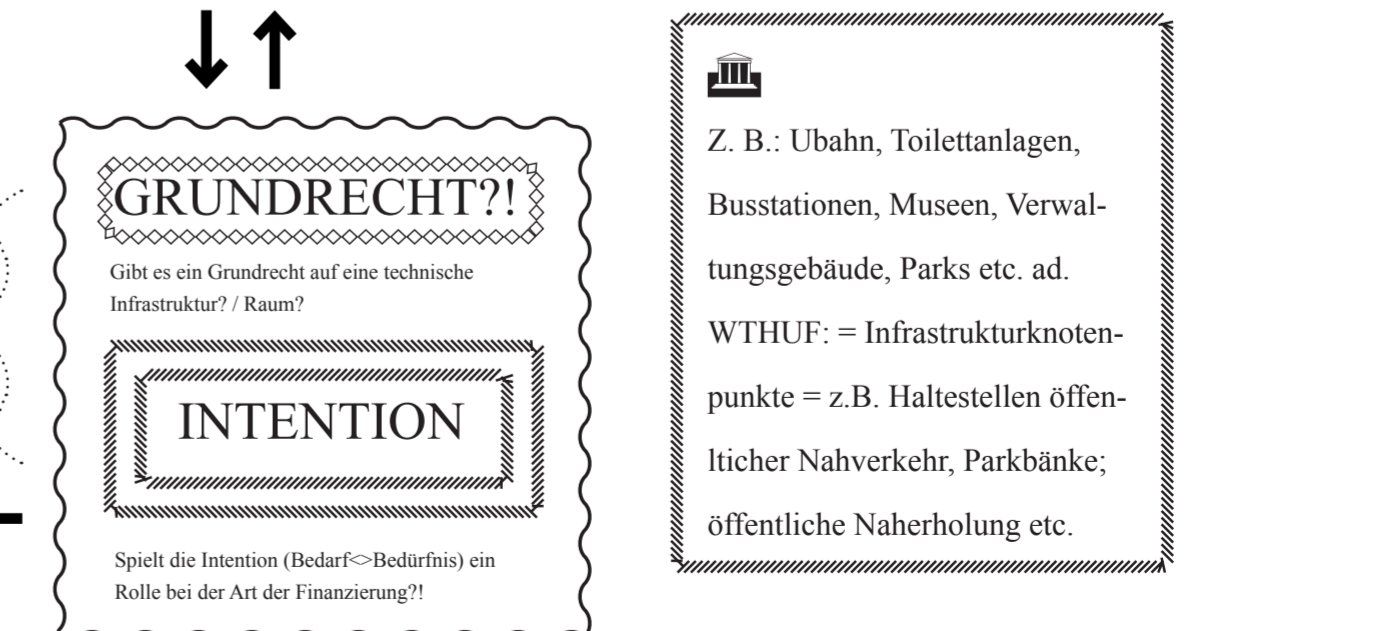 GRUNDRECHT?!
Gibt es ein Grundrecht auf eine technische
Infrastruktur? / Raum?
INTENTION
Spielt die Intention (Bedarf<>Bedürfnis) ein
Rolle bei der Art der Finanzierung?!
Z. B.: Ubahn, Toilettanlagen,
Busstationen, Museen, Verwal-
tungsgebäude, Parks etc. ad.
WTHUF: = Infrastrukturknoten-
punkte = z.B. Haltestellen öffen-
lticher Nahverkehr, Parkbänke;
öffentliche Naherholung etc.